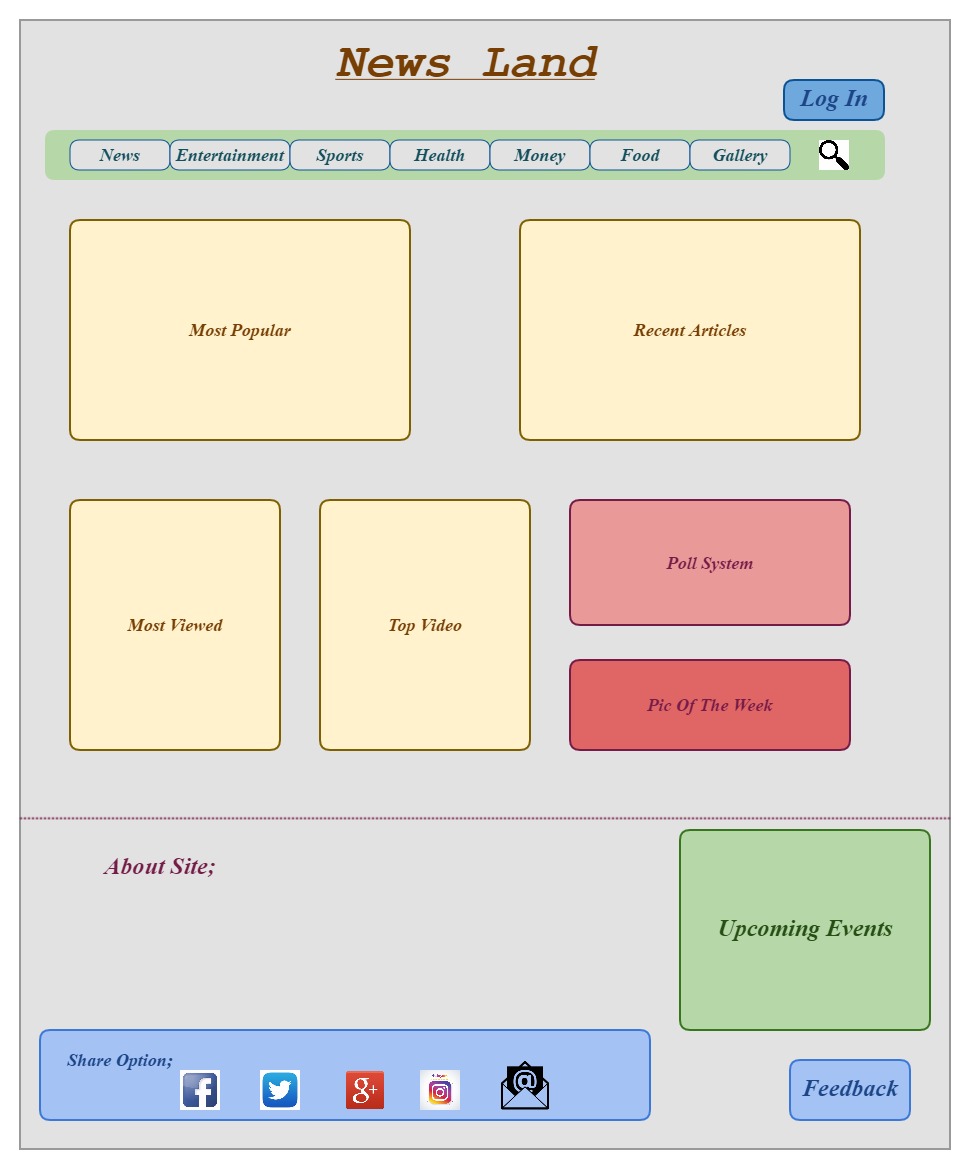 News Land
Log In
News Entertainment Sports Health Money Food Gallery
Most Popular
Recent Articles
Poll System
Most Viewed
Top Video
Pic Of The Week
About Site;
Upcoming Events
Share Option;
f g+ @
Feedback